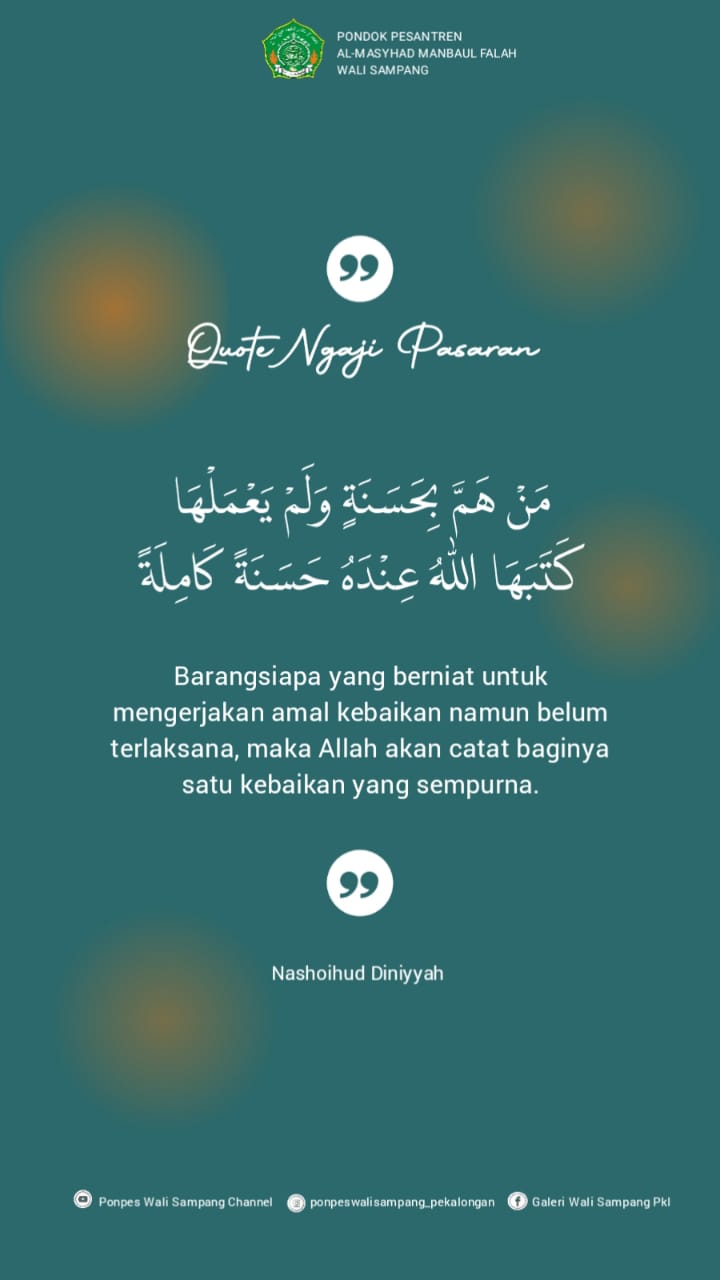 PONDOK PESANTREN
AL-MASYHAD MANBAUL FALAH
WALI SAMPANG
Quote Ngaji Pasaran
مَنْ هَمَّ بِحَسَنَةٍ وَلَمْ يَعْمَلْهَا
كَتَبَهَا اللهُ عِنْدَهُ حَسَنَةً كَامِلَةً
Barangsiapa yang berniat untuk
mengerjakan amal kebaikan namun belum
terlaksana, maka Allah akan catat baginya
satu kebaikan yang sempurna.
Nashoihud Diniyyah
Ponpes Wali Sampang Channel
ponpeswalisampang_pekalongan
Galeri Wali Sampang Pkl